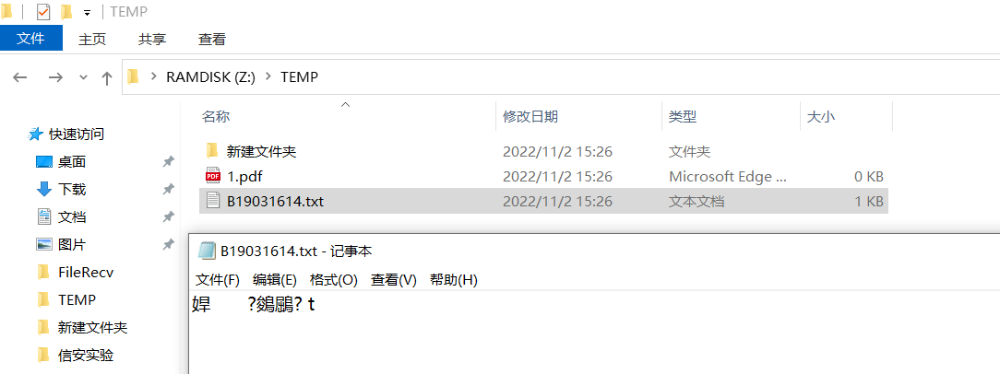 TEMP
文件 主页 共享 查看
RAMDISK (Z:) TEMP
名称 修改日期 类型 大小
快速访问
桌面
下载
文档
图片
FileRecv
TEMP
新建文件夹
信安实验
新建文件夹 2022/11/2 15:26 文件夹
1.pdf 2022/11/2 15:26 Microsoft Edge ... 0 KB
B19031614.txt 2022/11/2 15:26 文本文档 1 KB
B19031614.txt - 记事本
文件(F) 编辑(E) 格式(O) 查看(V) 帮助(H)
? ? t